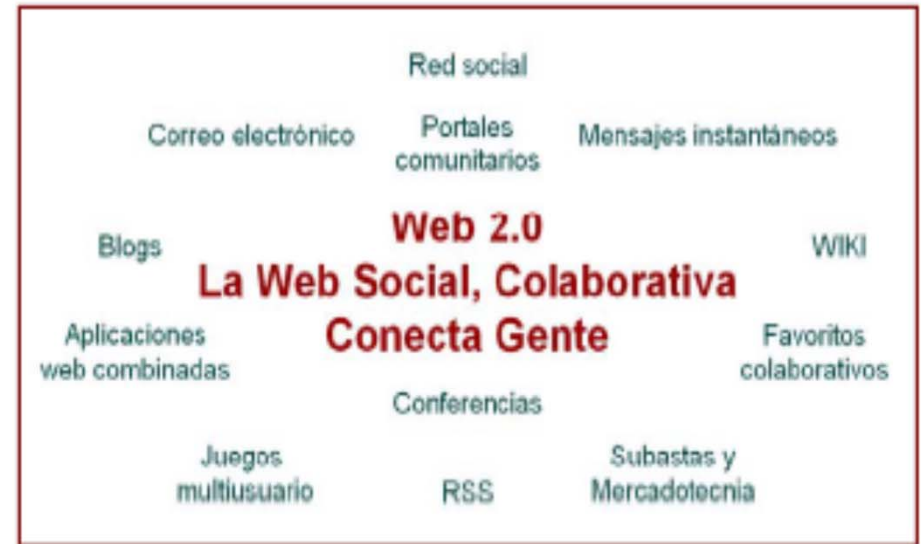 Red social
Correo electrónico
Portales
comunitarios
Mensajes instantáneos
Blogs
Web 2.0
WIKI
La Web Social, Colaborativa
Aplicaciones
web combinadas
Conecta Gente
Favoritos
colaborativos
Conferencias
Juegos
multiusuario
RSS
Subastas y
Mercadotecnia